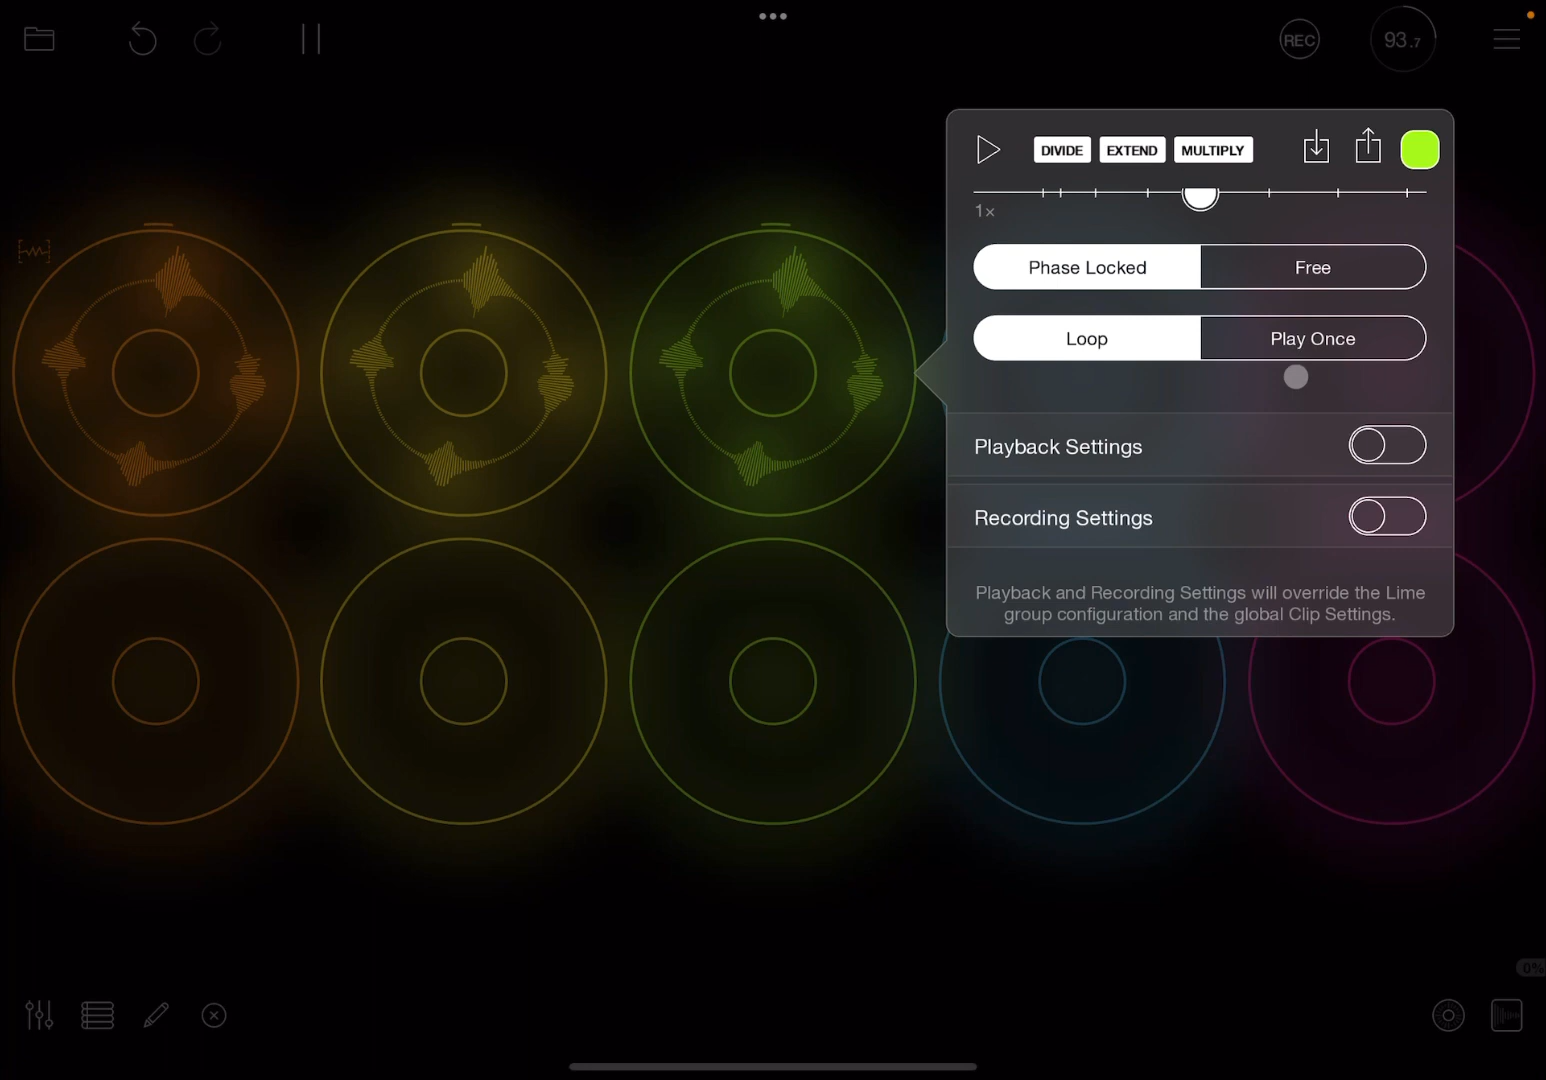 REC
93.7
DIVIDE EXTEND MULTIPLY
1×
Phase Locked Free
Loop Play Once
Playback Settings
Recording Settings
Playback and Recording Settings will override the Lime
group configuration and the global Clip Settings.
0%